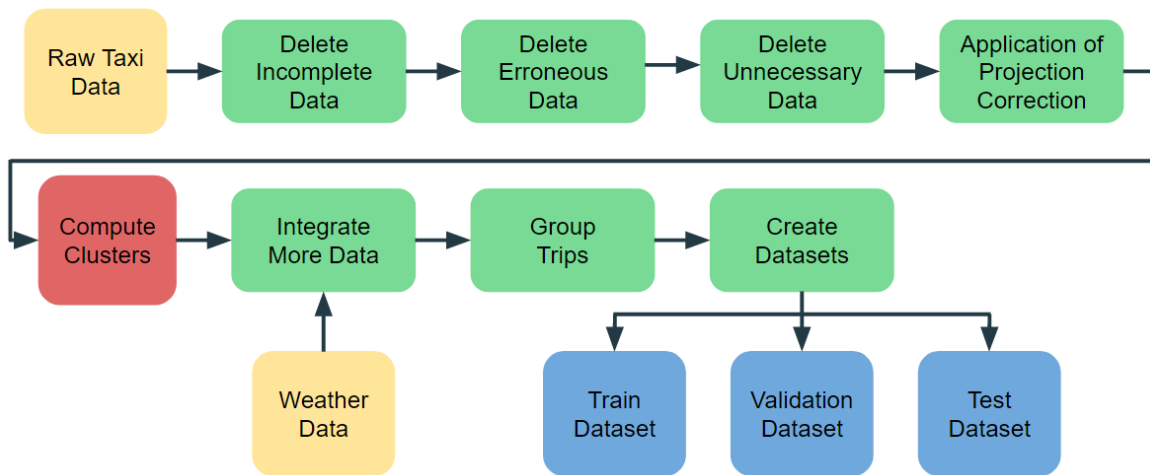 Raw Taxi
Data
Delete
Incomplete
Data
Delete
Erroneous
Data
Delete
Unnecessary
Data
Application of
Projection
Correction
Compute
Clusters
Integrate
More Data
Group
Trips
Create
Datasets
Weather
Data
Train
Dataset
Validation
Dataset
Test
Dataset